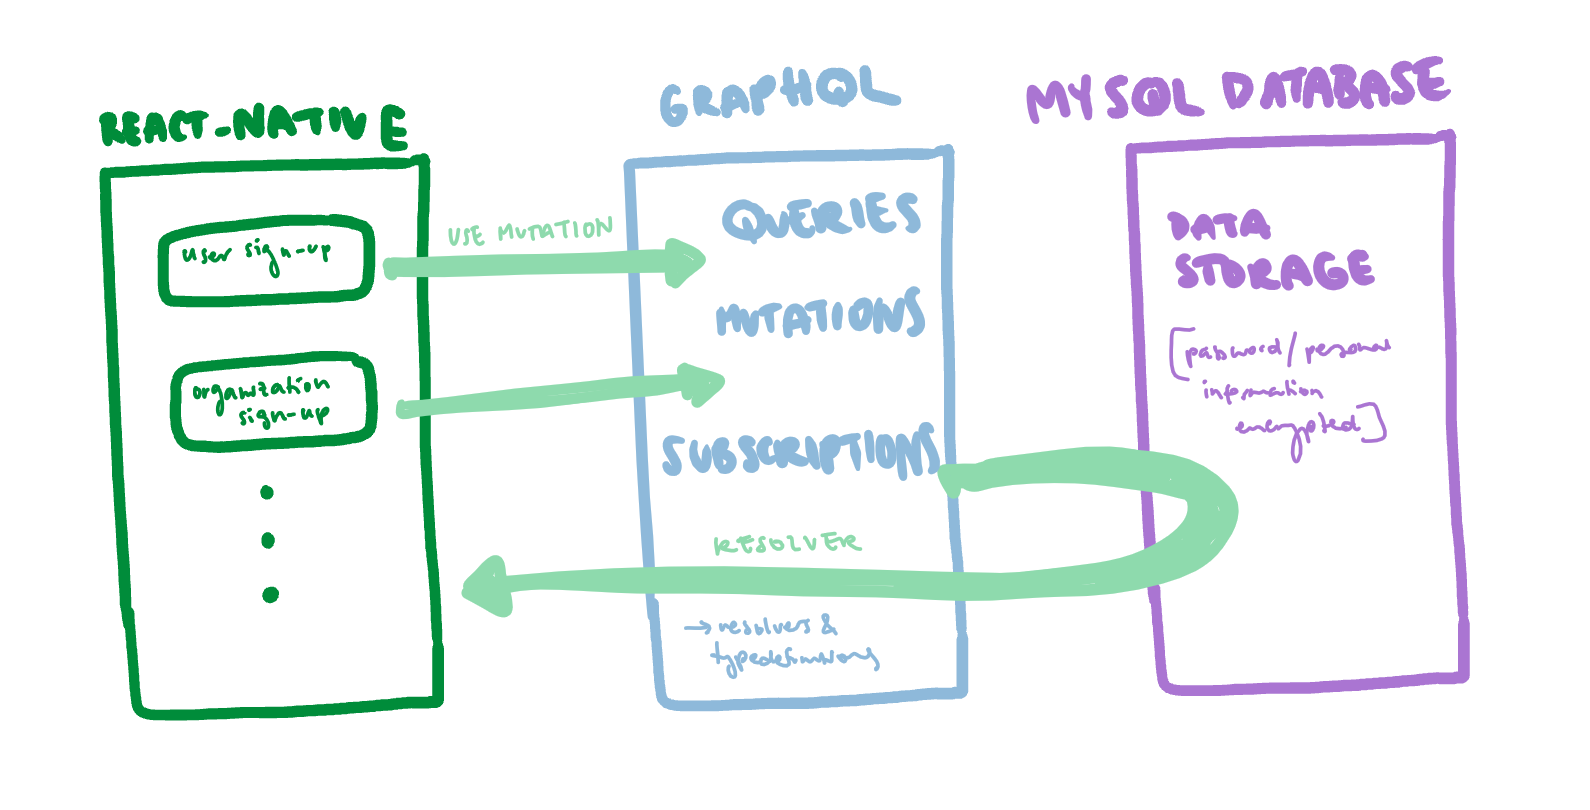 REACT-NATIVE
user sign-up
organization
sign-up
USE MUTATION
GRAPHQL
QUERIES
MUTATIONS
SUBSCRIPTIONS
RESOLVER
→ resolvers &
typedefinitions
MYSQL DATABASE
DATA
STORAGE
[password/personal
information
encrypted]